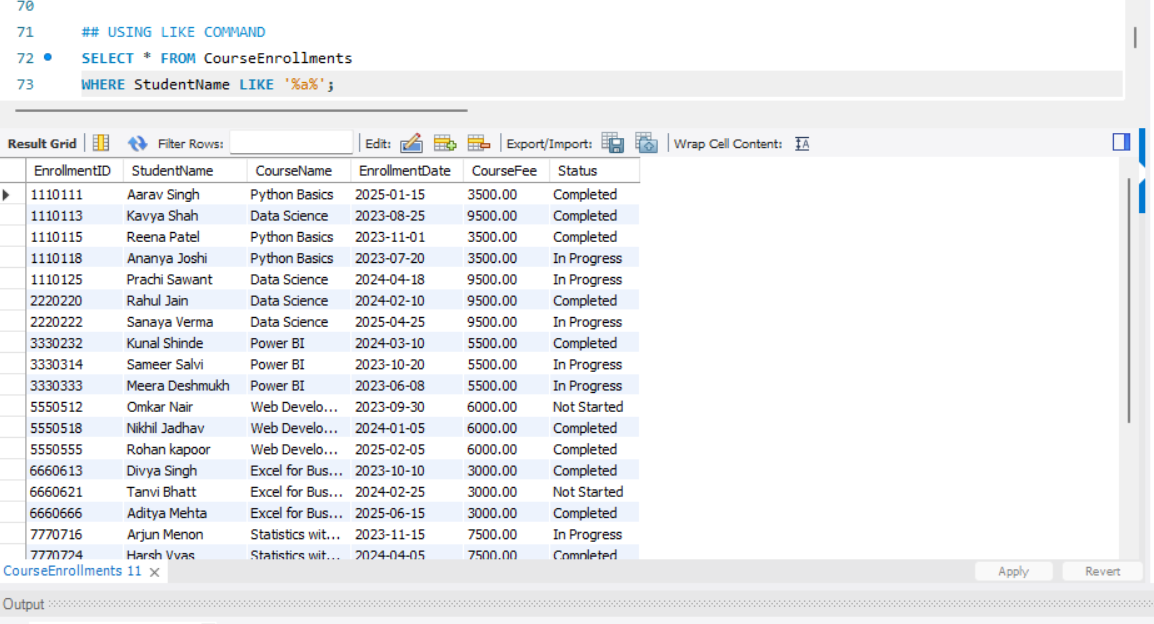 70
71 ## USING LIKE COMMAND
72 SELECT * FROM CourseEnrollments
73 WHERE StudentName LIKE '%a%';
Result Grid Filter Rows: Edit: Export/Import: Wrap Cell Content: IA
EnrollmentID StudentName CourseName EnrollmentDate CourseFee Status
1110111 Aarav Singh Python Basics 2025-01-15 3500.00 Completed
1110113 Kavya Shah Data Science 2023-08-25 9500.00 Completed
1110115 Reena Patel Python Basics 2023-11-01 3500.00 Completed
1110118 Ananya Joshi Python Basics 2023-07-20 3500.00 In Progress
1110125 Prachi Sawant Data Science 2024-04-18 9500.00 In Progress
2220220 Rahul Jain Data Science 2024-02-10 9500.00 Completed
2220222 Sanaya Verma Data Science 2025-04-25 9500.00 In Progress
3330232 Kunal Shinde Power BI 2024-03-10 5500.00 Completed
3330314 Sameer Salvi Power BI 2023-10-20 5500.00 In Progress
3330333 Meera Deshmukh Power BI 2023-06-08 5500.00 In Progress
5550512 Omkar Nair Web Develo... 2023-09-30 6000.00 Not Started
5550518 Nikhil Jadhav Web Develo... 2024-01-05 6000.00 Completed
5550555 Rohan kapoor Web Develo... 2025-02-05 6000.00 Completed
6660613 Divya Singh Excel for Bus... 2023-10-10 3000.00 Completed
6660621 Tanvi Bhatt Excel for Bus... 2024-02-25 3000.00 Not Started
6660666 Aditya Mehta Excel for Bus... 2025-06-15 3000.00 Completed
7770716 Arjun Menon Statistics wit... 2023-11-15 7500.00 In Progress
7770724 Harsh Vyas Statistics wit... 2024-04-05 7500.00 Completed
CourseEnrollments 11 Apply Revert
Output